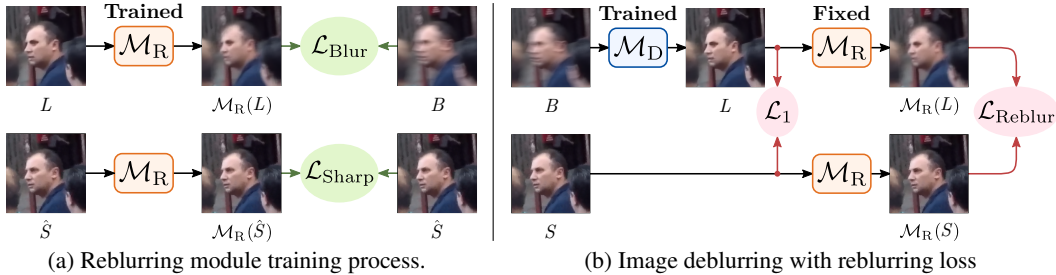 Trained
M_R
L_Blur
L
M_R(L)
B
M_R
L_Sharp
Ŝ
M_R(Ŝ)
Ŝ
(a) Reblurring module training process.
Trained
Fixed
M_D
M_R
B
L
M_R(L)
L_1
L_Reblur
M_R
S
M_R(S)
(b) Image deblurring with reblurring loss